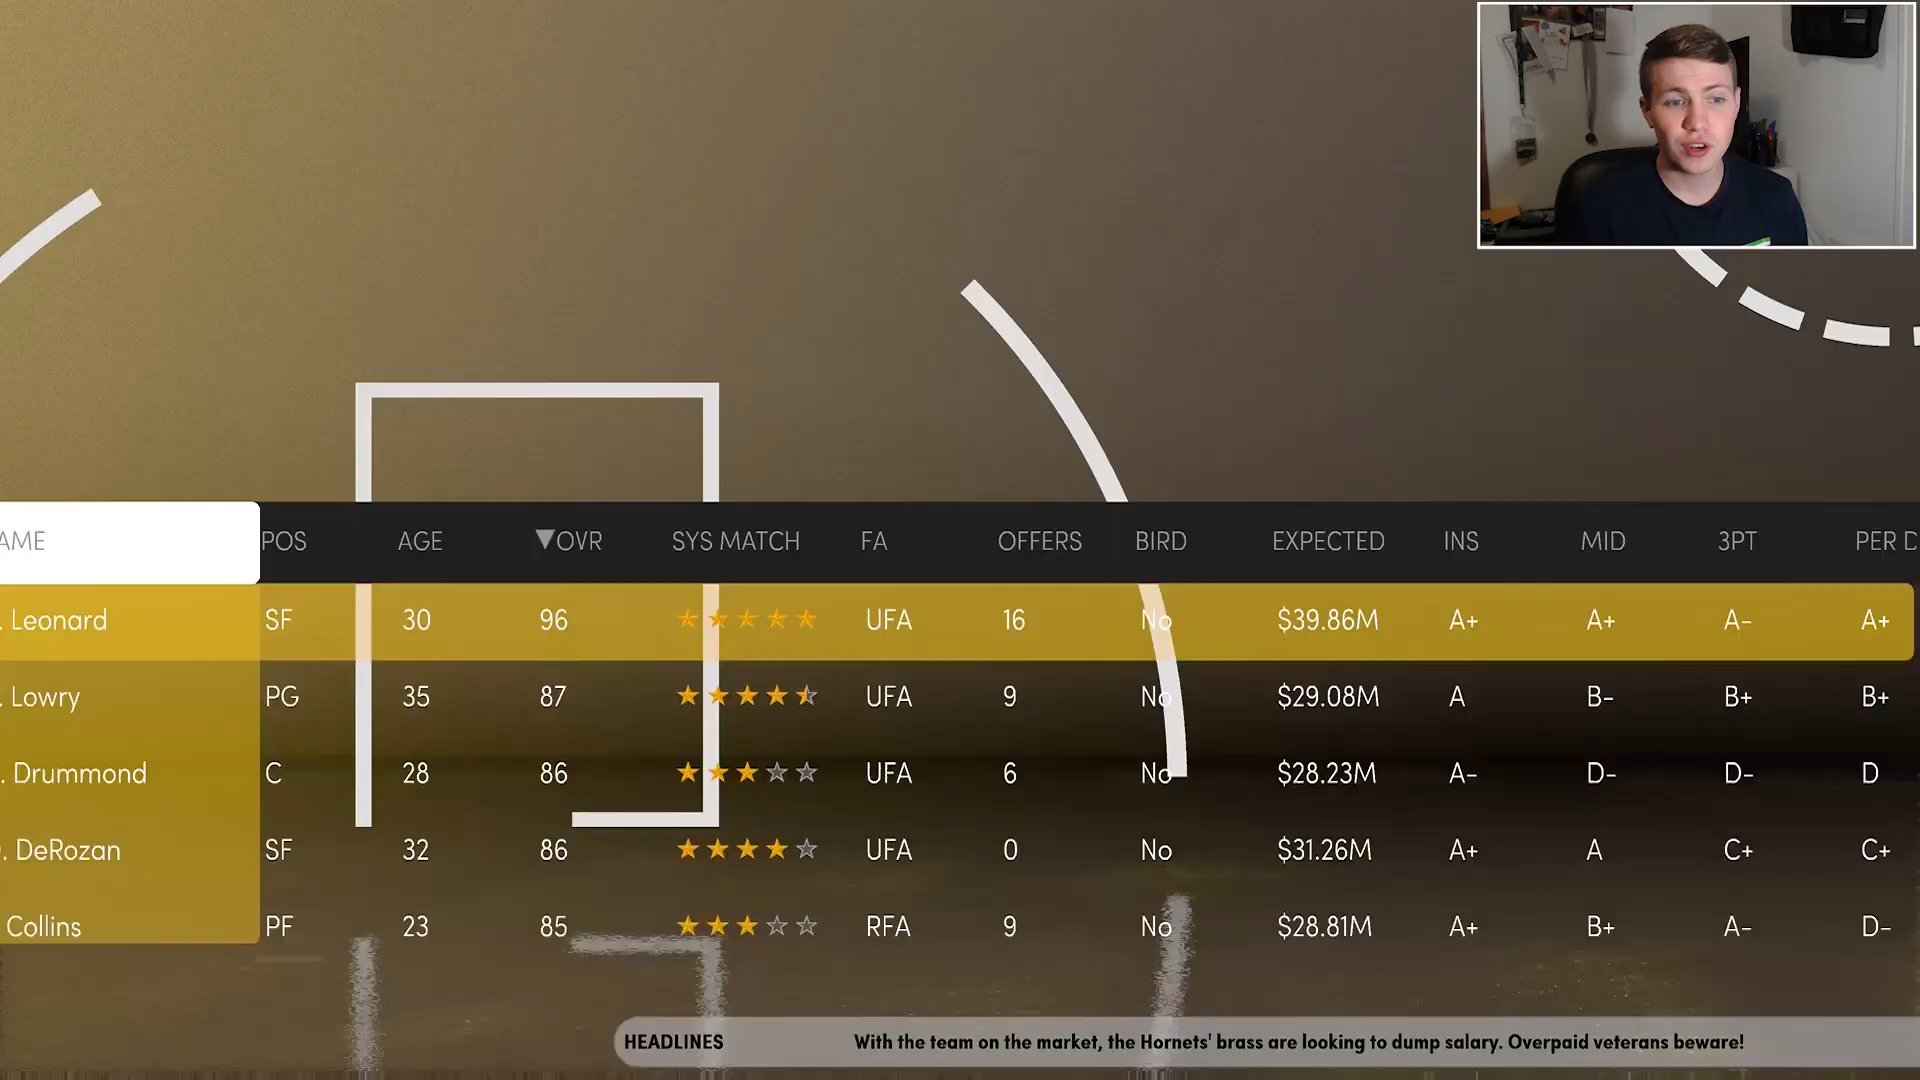 AME POS AGE ▼OVR SYS MATCH FA OFFERS BIRD EXPECTED INS MID 3PT PER D
. Leonard SF 30 96 UFA 16 No $39.86M A+ A+ A- A+
. Lowry PG 35 87 UFA 9 No $29.08M A B- B+ B+
. Drummond C 28 86 UFA 6 No $28.23M A- D- D- D
. DeRozan SF 32 86 UFA 0 No $31.26M A+ A C+ C+
Collins PF 23 85 RFA 9 No $28.81M A+ B+ A- D-
HEADLINES With the team on the market, the Hornets' brass are looking to dump salary. Overpaid veterans beware!